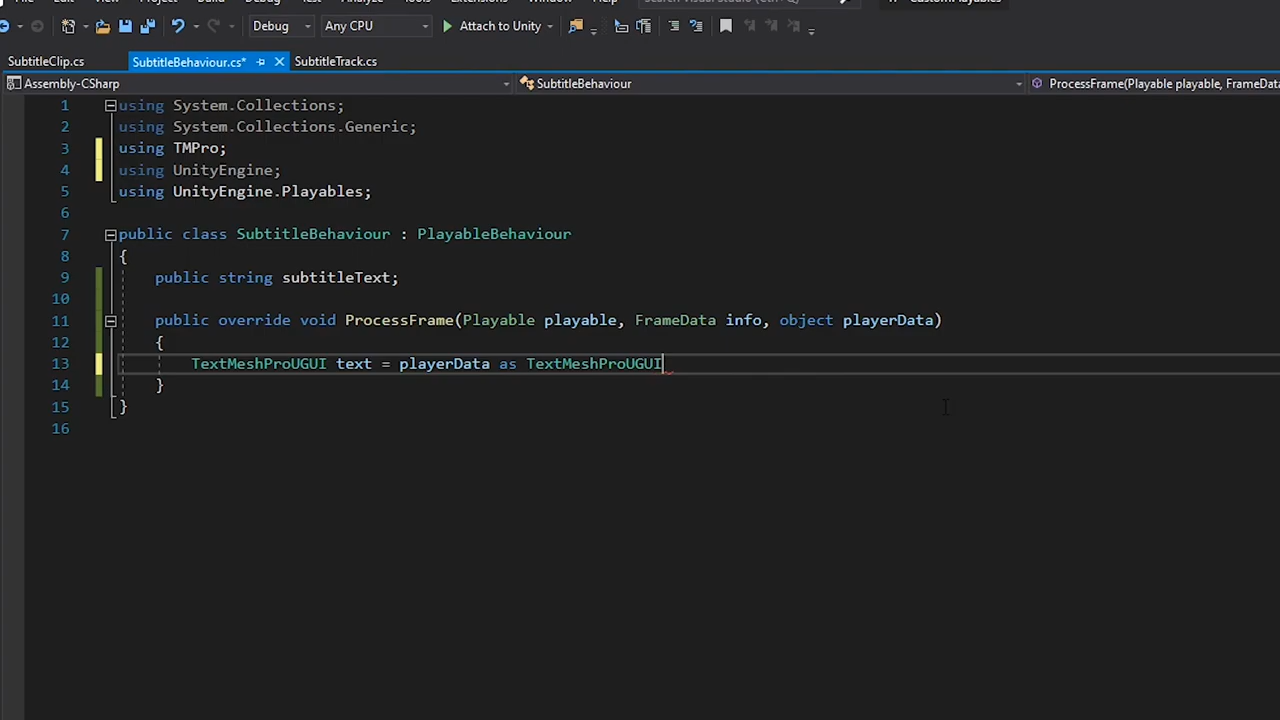 Debug
Any CPU
Attach to Unity
SubtitleClip.cs
SubtitleBehaviour.cs*
SubtitleTrack.cs
Assembly-CSharp
SubtitleBehaviour
ProcessFrame(Playable playable, FrameData
1 using System.Collections;
2 using System.Collections.Generic;
3 using TMPro;
4 using UnityEngine;
5 using UnityEngine.Playables;
6
7 public class SubtitleBehaviour : PlayableBehaviour
8 {
9 public string subtitleText;
10
11 public override void ProcessFrame(Playable playable, FrameData info, object playerData)
12 {
13 TextMeshProUGUI text = playerData as TextMeshProUGUI
14 }
15 }
16